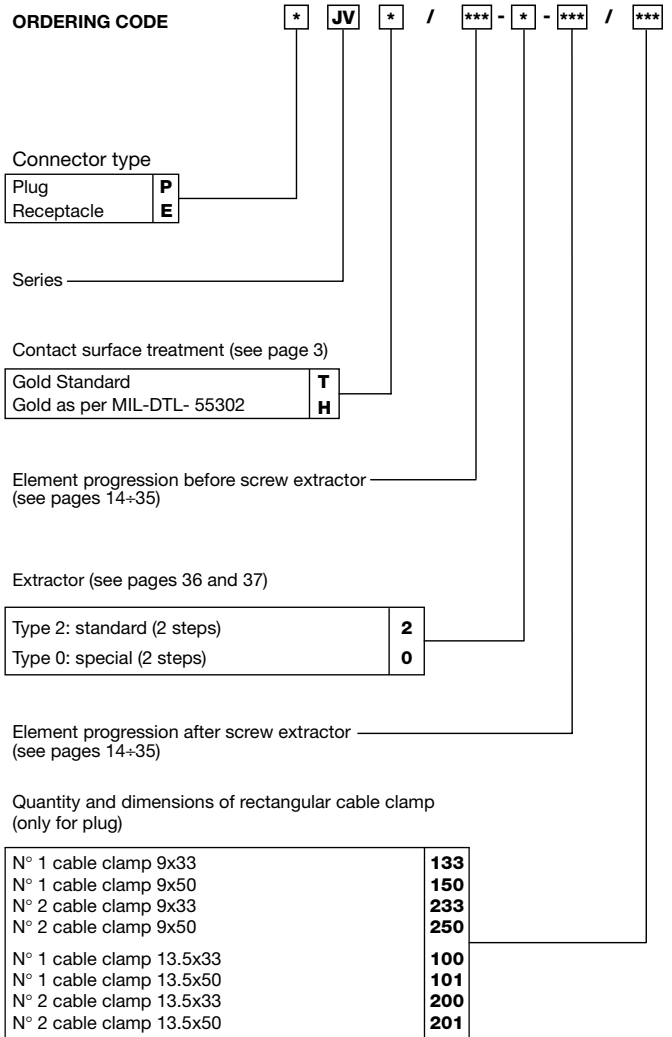 ORDERING CODE * JV * / *** - * - *** / ***
Connector type
Plug P
Receptacle E
Series
Contact surface treatment (see page 3)
Gold Standard T
Gold as per MIL-DTL- 55302 H
Element progression before screw extractor
(see pages 14÷35)
Extractor (see pages 36 and 37)
Type 2: standard (2 steps) 2
Type 0: special (2 steps) 0
Element progression after screw extractor
(see pages 14÷35)
Quantity and dimensions of rectangular cable clamp
(only for plug)
N° 1 cable clamp 9x33 133
N° 1 cable clamp 9x50 150
N° 2 cable clamp 9x33 233
N° 2 cable clamp 9x50 250
N° 1 cable clamp 13.5x33 100
N° 1 cable clamp 13.5x50 101
N° 2 cable clamp 13.5x33 200
N° 2 cable clamp 13.5x50 201